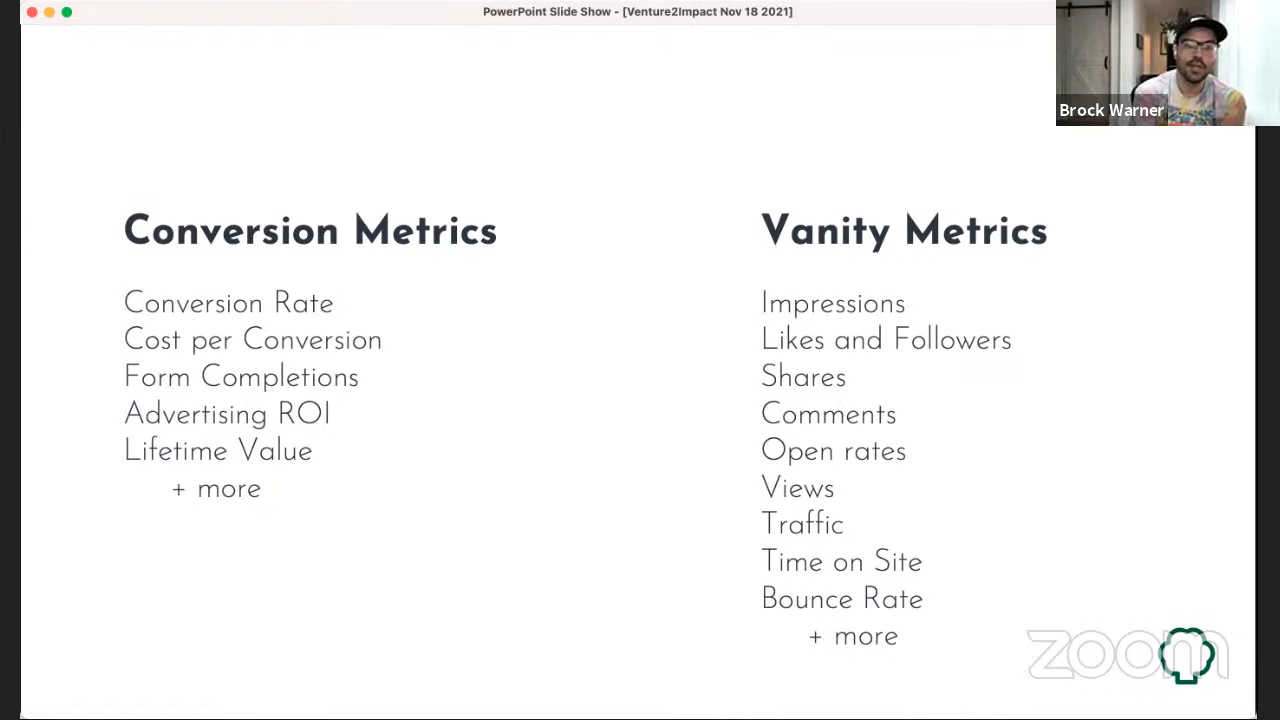 PowerPoint Slide Show - [Venture2Impact Nov 18 2021]
Brock Warner
Conversion Metrics
Conversion Rate
Cost per Conversion
Form Completions
Advertising ROI
Lifetime Value
+ more
Vanity Metrics
Impressions
Likes and Followers
Shares
Comments
Open rates
Views
Traffic
Time on Site
Bounce Rate
+ more
zoom